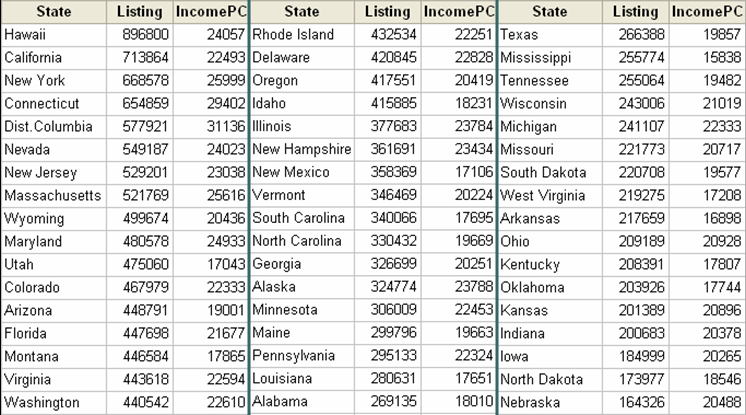 State Listing IncomePC State Listing IncomePC State Listing IncomePC
Hawaii 896800 24057 Rhode Island 432534 22251 Texas 266388 19857
California 713864 22493 Delaware 420845 22828 Mississippi 255774 15838
New York 668578 25999 Oregon 417551 20419 Tennessee 255064 19482
Connecticut 654859 29402 Idaho 415885 18231 Wisconsin 243006 21019
Dist.Columbia 577921 31136 Illinois 377683 23784 Michigan 241107 22333
Nevada 549187 24023 New Hampshire 361691 23434 Missouri 221773 20717
New Jersey 529201 23038 New Mexico 358369 17106 South Dakota 220708 19577
Massachusetts 521769 25616 Vermont 346469 20224 West Virginia 219275 17208
Wyoming 499674 20436 South Carolina 340066 17695 Arkansas 217659 16898
Maryland 480578 24933 North Carolina 330432 19669 Ohio 209189 20928
Utah 475060 17043 Georgia 326699 20251 Kentucky 208391 17807
Colorado 467979 22333 Alaska 324774 23788 Oklahoma 203926 17744
Arizona 448791 19001 Minnesota 306009 22453 Kansas 201389 20896
Florida 447698 21677 Maine 299796 19663 Indiana 200683 20378
Montana 446584 17865 Pennsylvania 295133 22324 Iowa 184999 20265
Virginia 443618 22594 Louisiana 280631 17651 North Dakota 173977 18546
Washington 440542 22610 Alabama 269135 18010 Nebraska 164326 20488